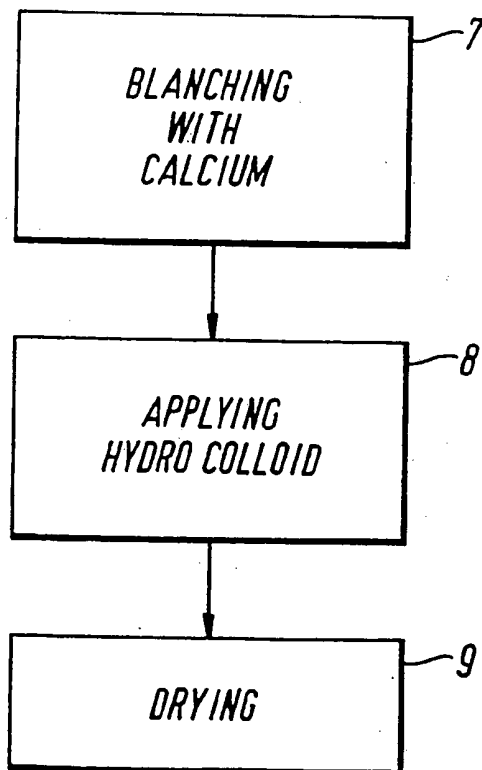 7
BLANCHING
WITH
CALCIUM
8
APPLYING
HYDRO COLLOID
9
DRYING